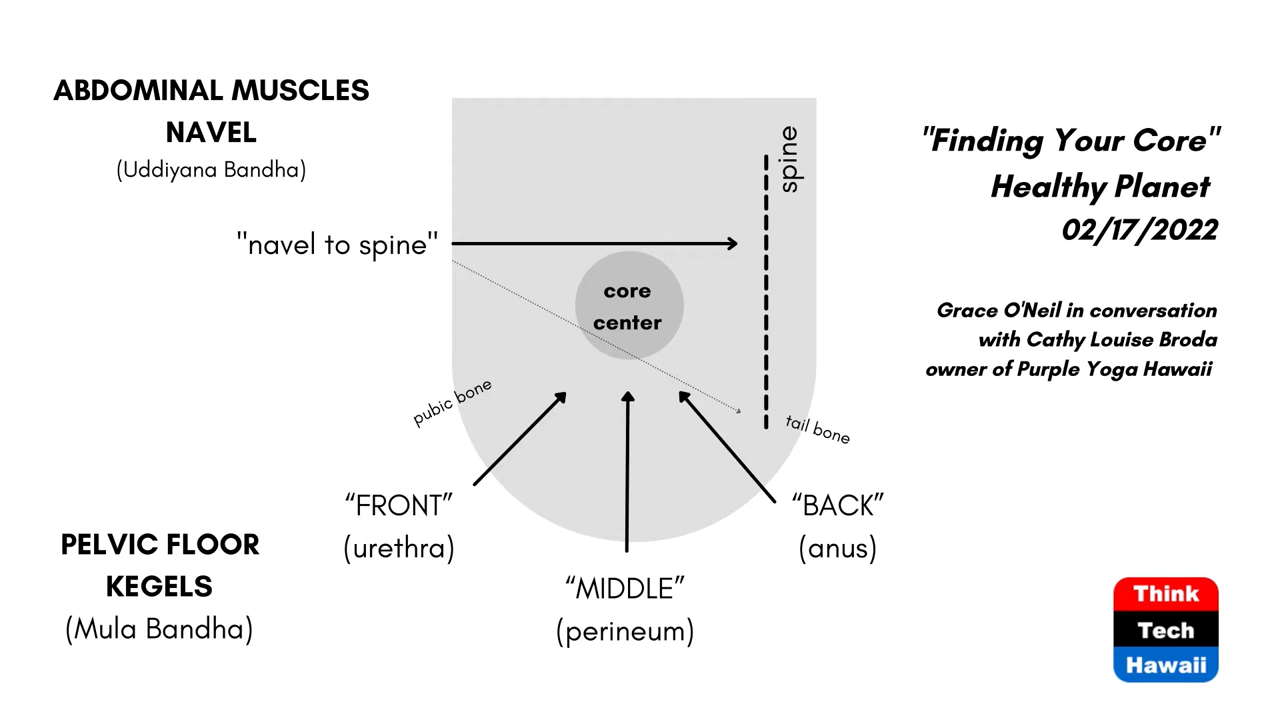 ABDOMINAL MUSCLES
NAVEL
(Uddiyana Bandha)
"navel to spine"
spine
core
center
pubic bone
tail bone
“FRONT”
(urethra)
“MIDDLE”
(perineum)
“BACK”
(anus)
PELVIC FLOOR
KEGELS
(Mula Bandha)
"Finding Your Core"
Healthy Planet
02/17/2022
Grace O'Neil in conversation
with Cathy Louise Broda
owner of Purple Yoga Hawaii
Think
Tech
Hawaii